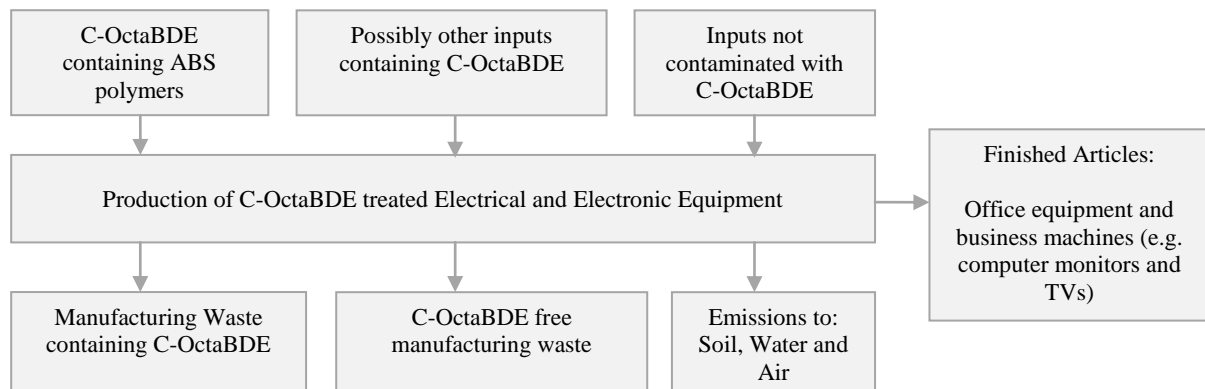 C-OctaBDE
containing ABS
polymers
Possibly other inputs
containing C-OctaBDE
Inputs not
contaminated with
C-OctaBDE
Production of C-OctaBDE treated Electrical and Electronic Equipment
Finished Articles:
Office equipment and
business machines (e.g.
computer monitors and
TVs)
Manufacturing Waste
containing C-OctaBDE
C-OctaBDE free
manufacturing waste
Emissions to:
Soil, Water and
Air